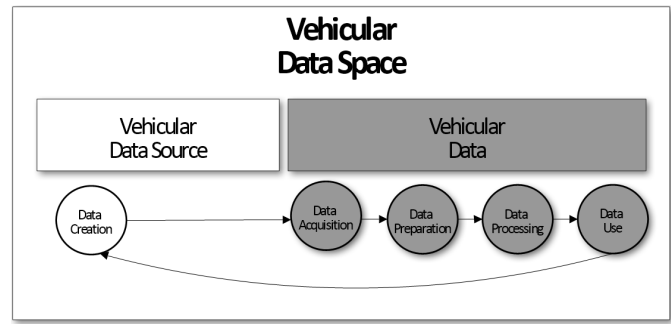 Vehicular
Data Space
Vehicular
Data Source
Vehicular
Data
Data
Creation
Data
Acquisition
Data
Preparation
Data
Processing
Data
Use